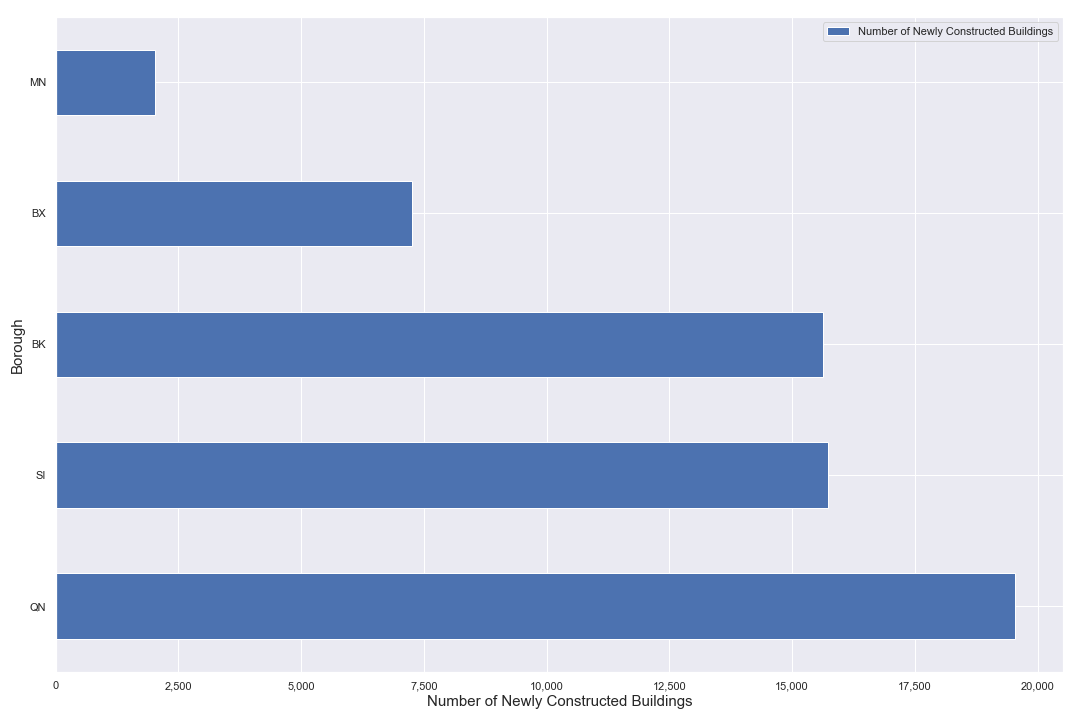 Number of Newly Constructed Buildings
MN
BX
BK
SI
QN
Borough
0 2,500 5,000 7,500 10,000 12,500 15,000 17,500 20,000
Number of Newly Constructed Buildings